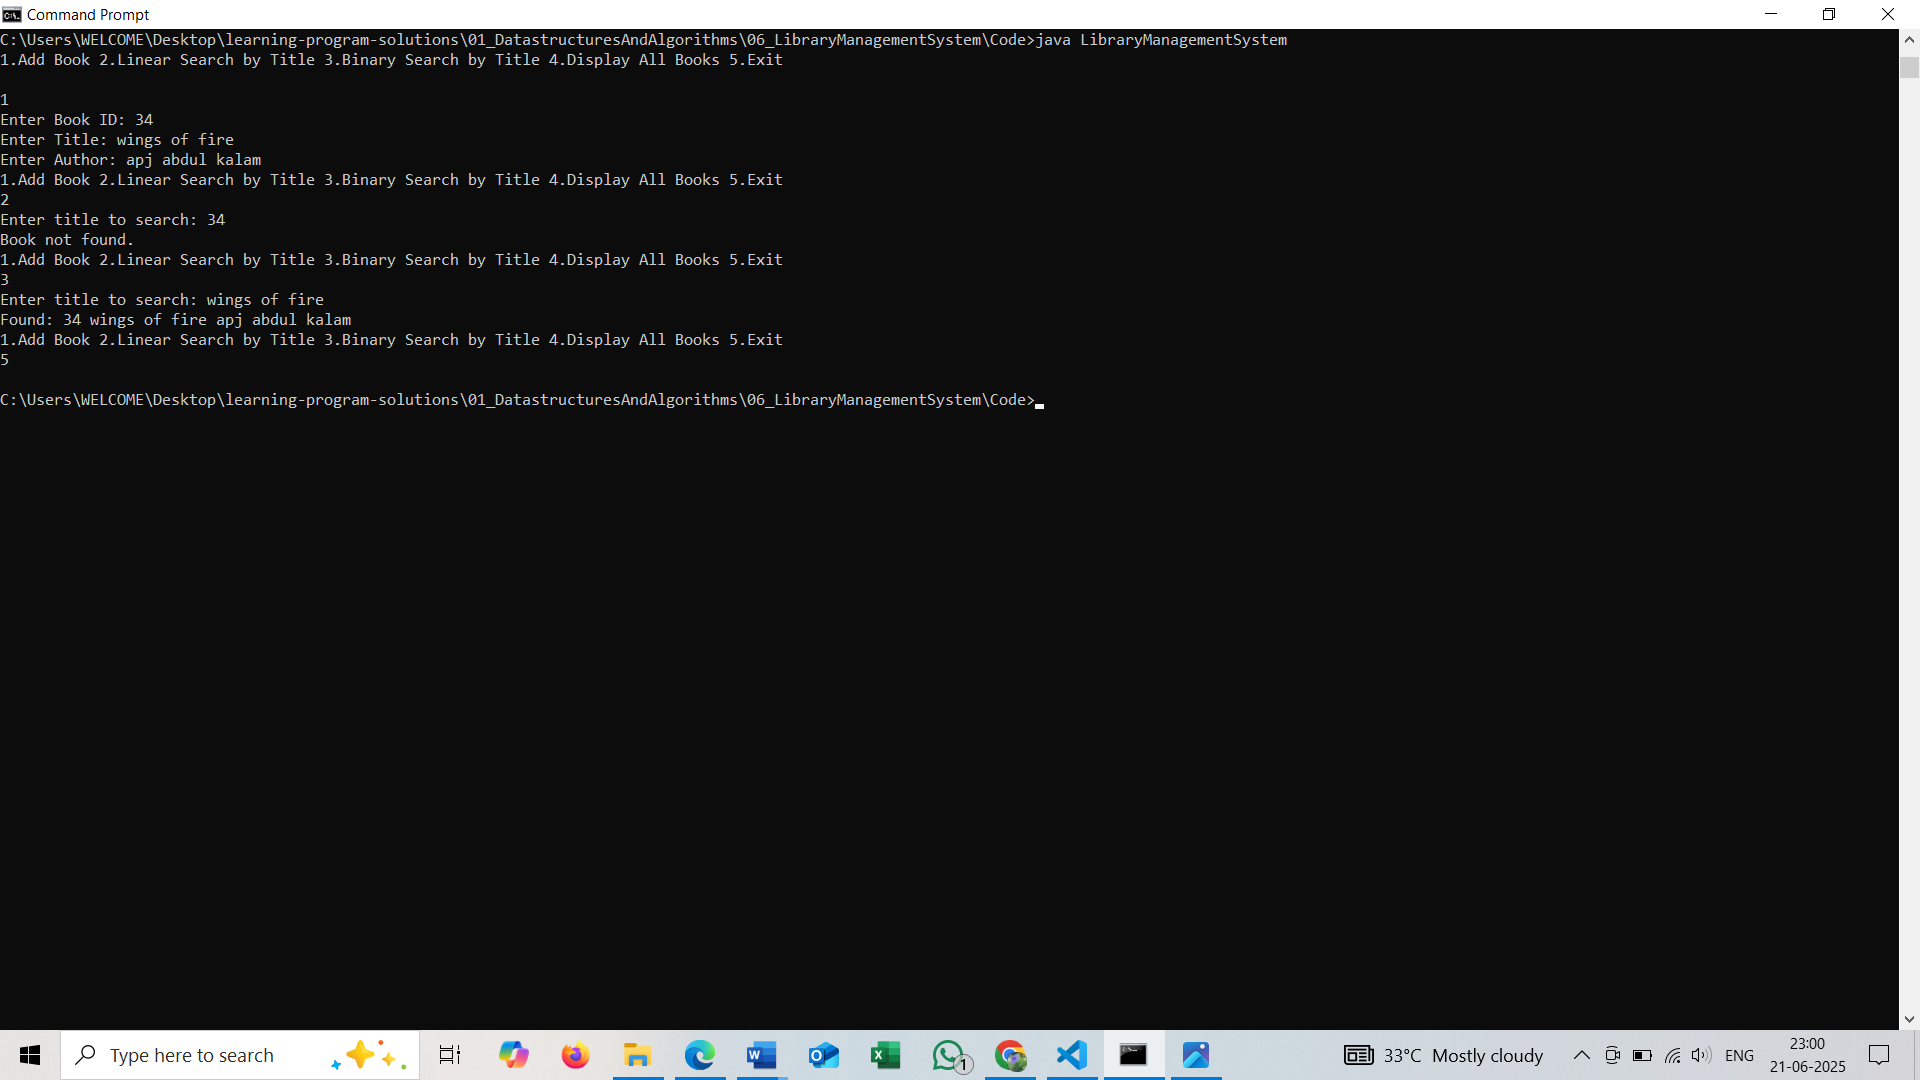 Command Prompt
C:\Users\WELCOME\Desktop\learning-program-solutions\01_DatastructuresAndAlgorithms\06_LibraryManagementSystem\Code>java LibraryManagementSystem
1.Add Book 2.Linear Search by Title 3.Binary Search by Title 4.Display All Books 5.Exit
1
Enter Book ID: 34
Enter Title: wings of fire
Enter Author: apj abdul kalam
1.Add Book 2.Linear Search by Title 3.Binary Search by Title 4.Display All Books 5.Exit
2
Enter title to search: 34
Book not found.
1.Add Book 2.Linear Search by Title 3.Binary Search by Title 4.Display All Books 5.Exit
3
Enter title to search: wings of fire
Found: 34 wings of fire apj abdul kalam
1.Add Book 2.Linear Search by Title 3.Binary Search by Title 4.Display All Books 5.Exit
5
C:\Users\WELCOME\Desktop\learning-program-solutions\01_DatastructuresAndAlgorithms\06_LibraryManagementSystem\Code>
Type here to search
1
33°C Mostly cloudy
ENG
23:00
21-06-2025